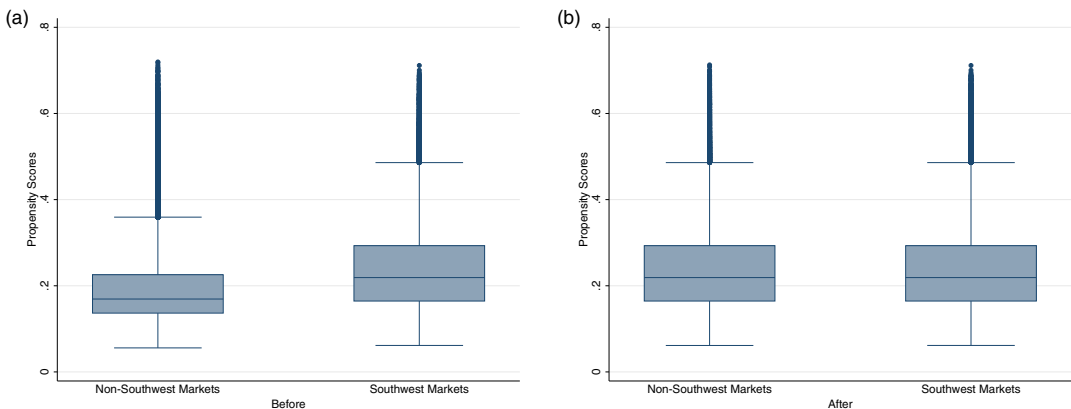 (a)
.8
.6
.4
.2
0
Propensity Scores
Non-Southwest Markets
Southwest Markets
Before
(b)
.8
.6
.4
.2
0
Propensity Scores
Non-Southwest Markets
Southwest Markets
After